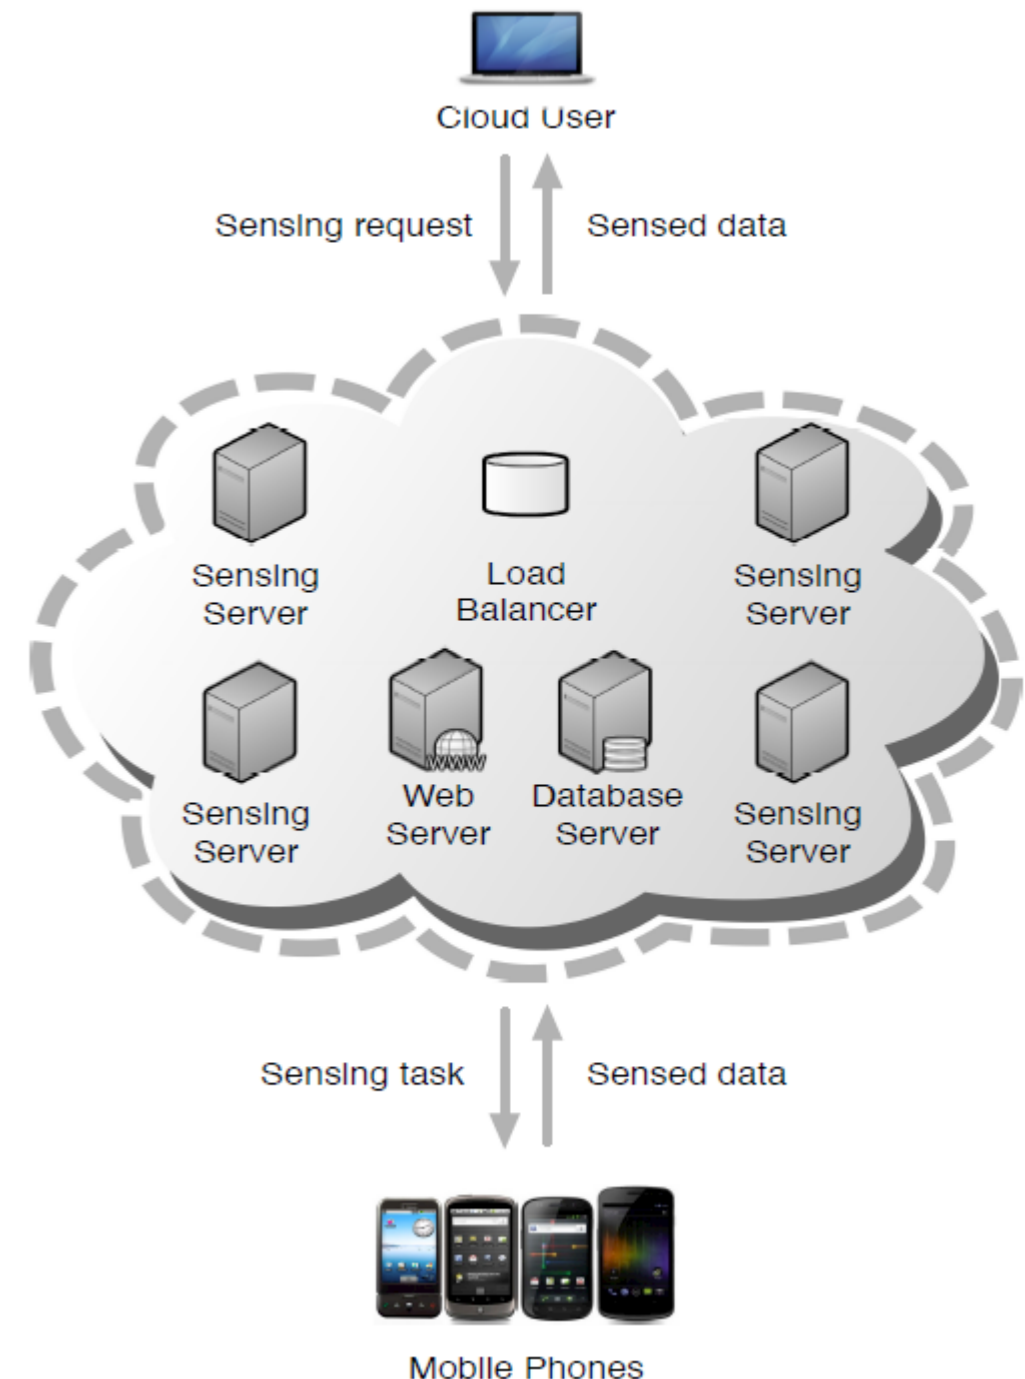 Cloud User
Sensing request
Sensed data
Sensing
Server
Load
Balancer
Sensing
Server
Sensing
Server
Web
Server
WWW
Database
Server
Sensing
Server
Sensing task
Sensed data
Mobile Phones